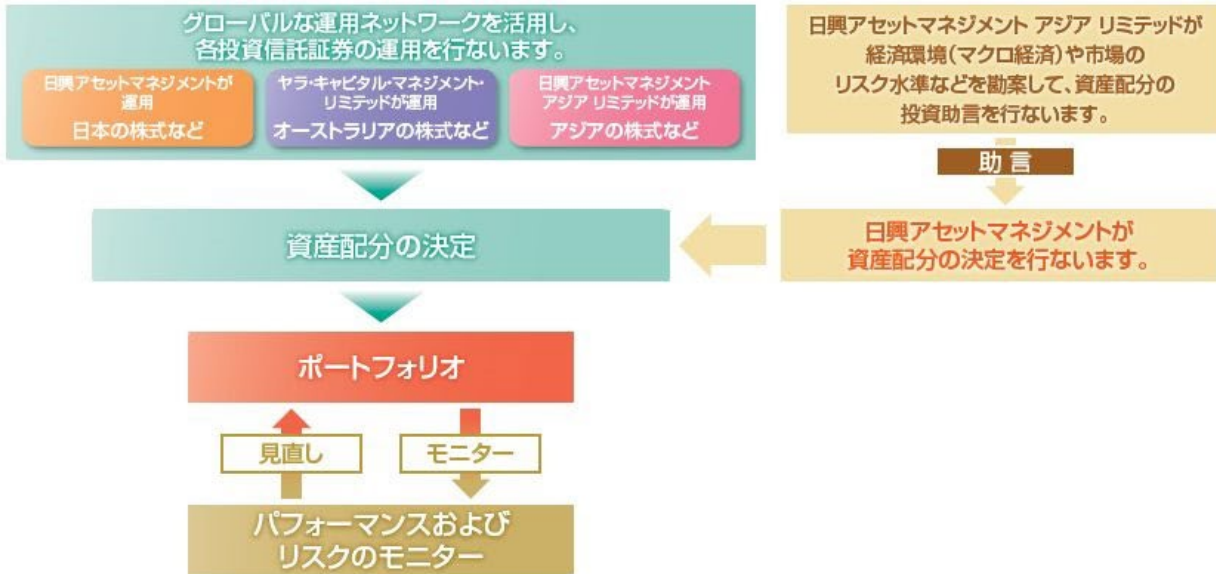 グローバルな運用ネットワークを活用し、
各投資信託証券の運用を行ないます。
日興アセットマネジメントが
運用
日本の株式など
ヤラ・キャピタル・マネジメント・
リミテッドが運用
オーストラリアの株式など
日興アセットマネジメント
アジア リミテッドが運用
アジアの株式など
日興アセットマネジメント アジア リミテッドが
経済環境(マクロ経済)や市場の
リスク水準などを勘案して、資産配分の
投資助言を行ないます。
助言
資産配分の決定
日興アセットマネジメントが
資産配分の決定を行ないます。
ポートフォリオ
見直し
モニター
パフォーマンスおよび
リスクのモニター